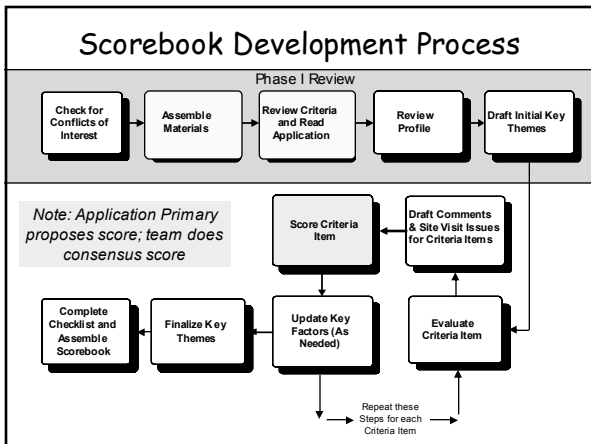 Scorebook Development Process
Phase I Review
Check for
Conflicts of
Interest
Assemble
Materials
Review Criteria
and Read
Application
Review
Profile
Draft Initial Key
Themes
Note: Application Primary
proposes score; team does
consensus score
Score Criteria
Item
Draft Comments
& Site Visit Issues
for Criteria Items
Complete
Checklist and
Assemble
Scorebook
Finalize Key
Themes
Update Key
Factors (As
Needed)
Evaluate
Criteria Item
Repeat these
Steps for each
Criteria Item